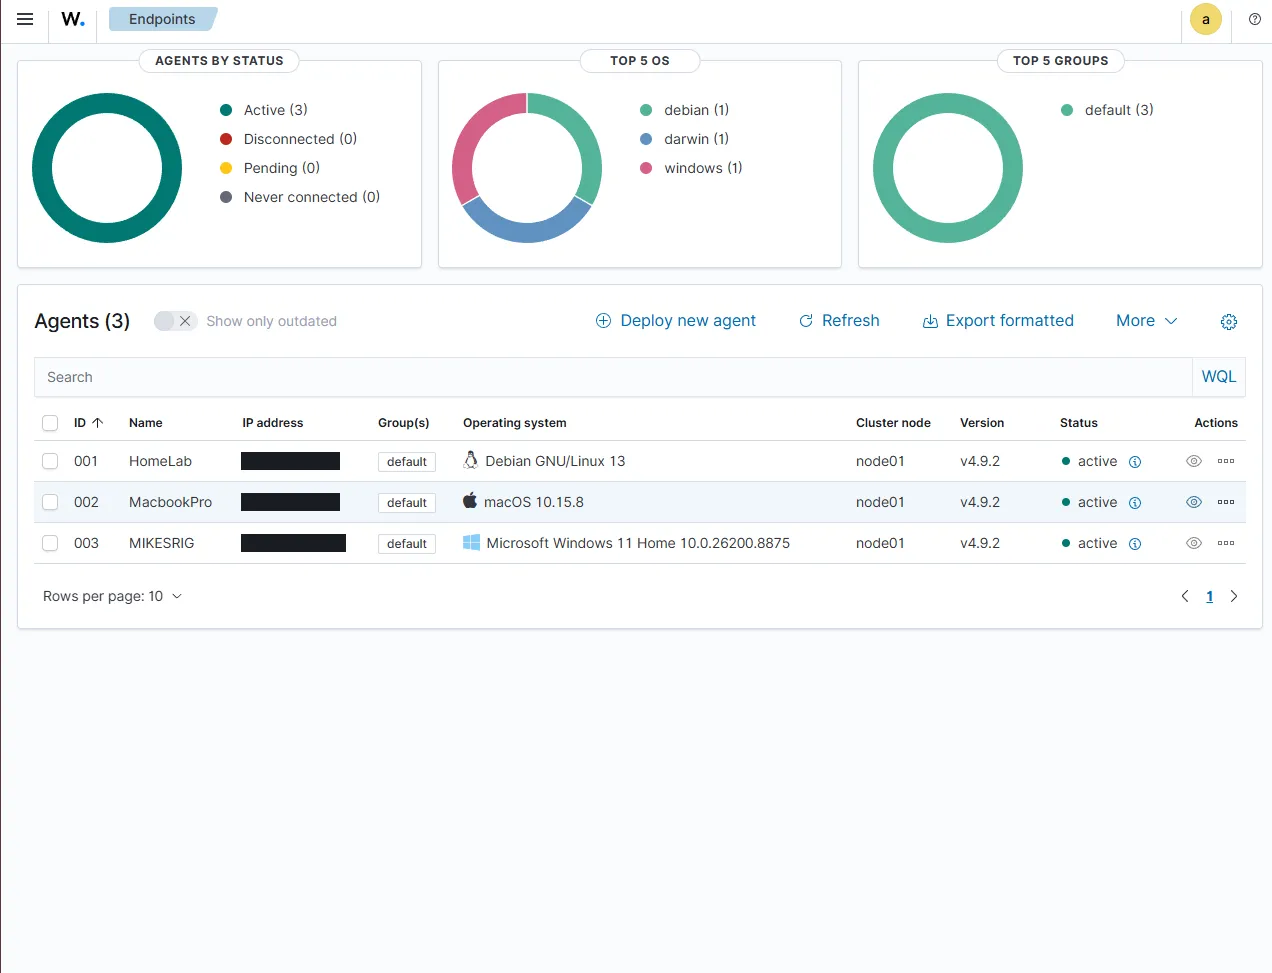 W. Endpoints a
AGENTS BY STATUS
Active (3)
Disconnected (0)
Pending (0)
Never connected (0)
TOP 5 OS
debian (1)
darwin (1)
windows (1)
TOP 5 GROUPS
default (3)
Agents (3) Show only outdated Deploy new agent Refresh Export formatted More
Search WQL
ID Name IP address Group(s) Operating system Cluster node Version Status Actions
001 HomeLab default Debian GNU/Linux 13 node01 v4.9.2 active
002 MacbookPro default macOS 10.15.8 node01 v4.9.2 active
003 MIKESRIG default Microsoft Windows 11 Home 10.0.26200.8875 node01 v4.9.2 active
Rows per page: 10 1